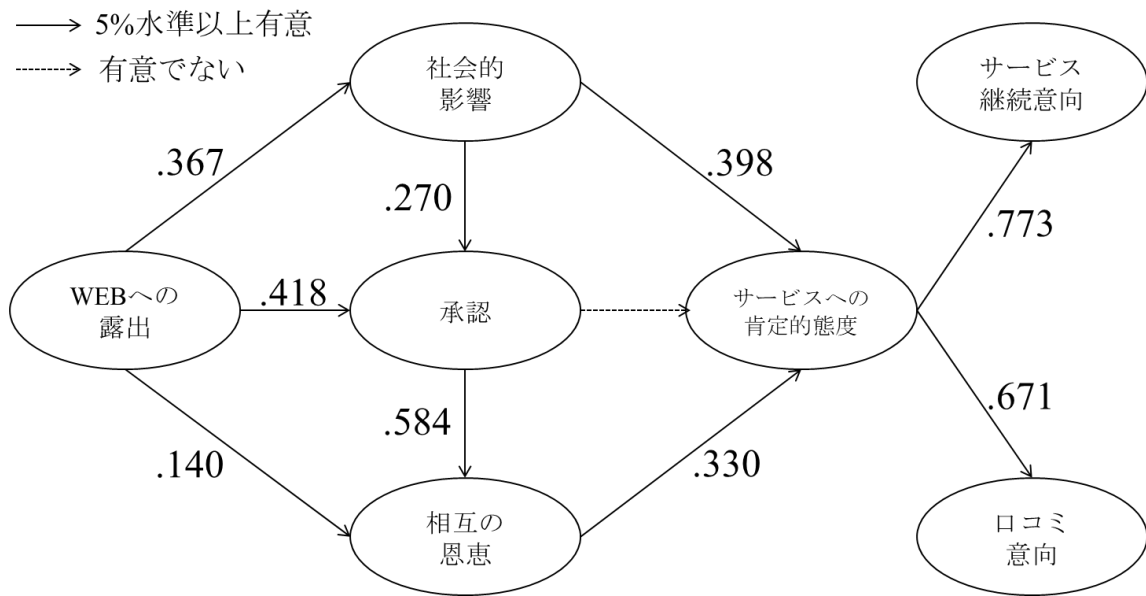 5%水準以上有意
有意でない
社会的
影響
サービス
継続意向
.367
.398
.270
.773
WEBへの
露出
.418
承認
サービスへの
肯定的態度
.584
.671
.140
.330
相互の
恩恵
口コミ
意向